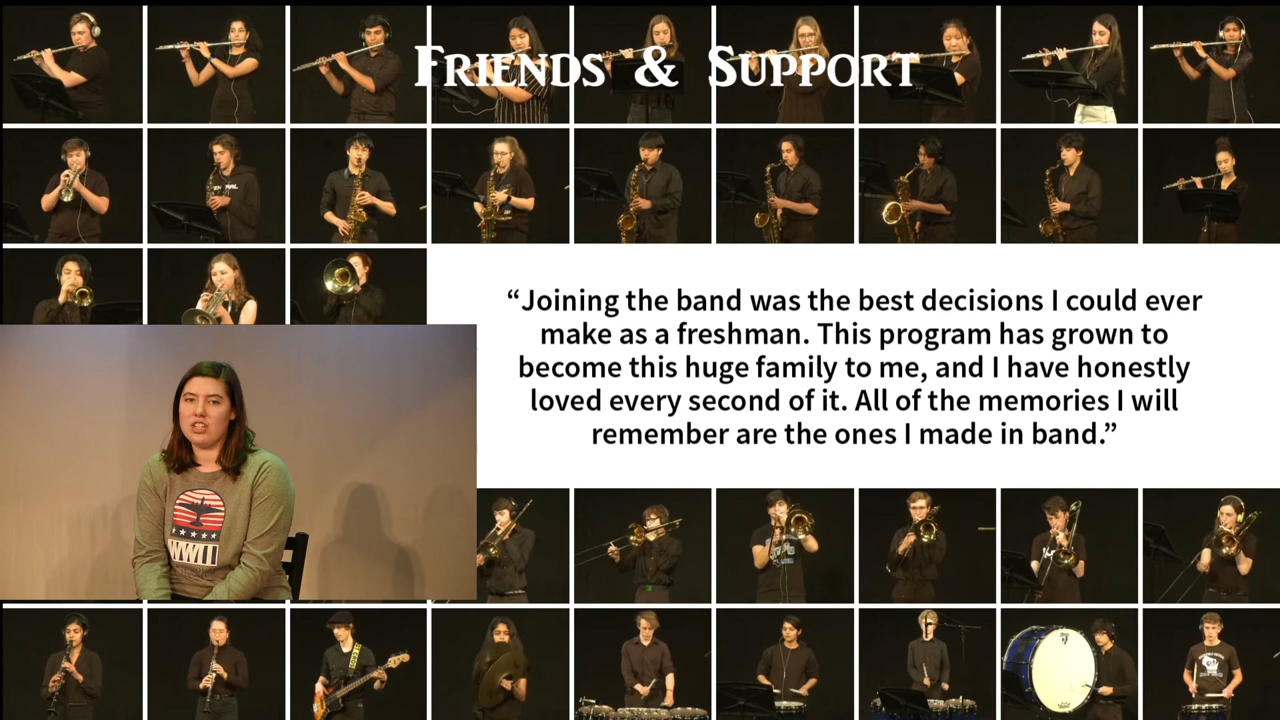 FRIENDS & SUPPORT
“Joining the band was the best decisions I could ever
make as a freshman. This program has grown to
become this huge family to me, and I have honestly
loved every second of it. All of the memories I will
remember are the ones I made in band.”
WWII